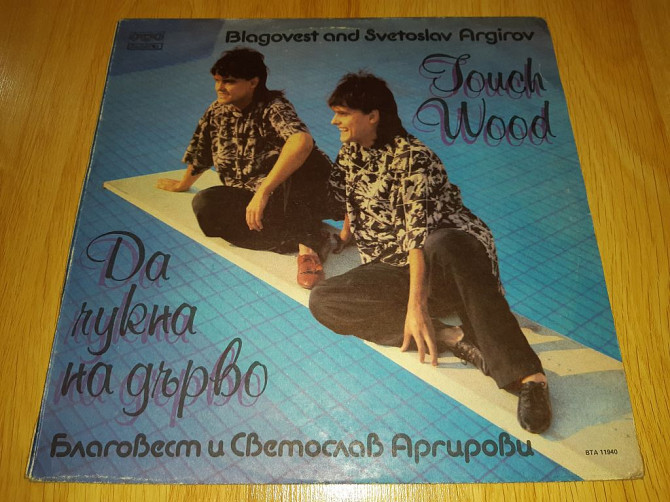 Blagovest and Svetoslav Argirov
Touch
Wood
Да
чукна
на дърво
Благовест и Светослав Аргирови
ВТА 11940